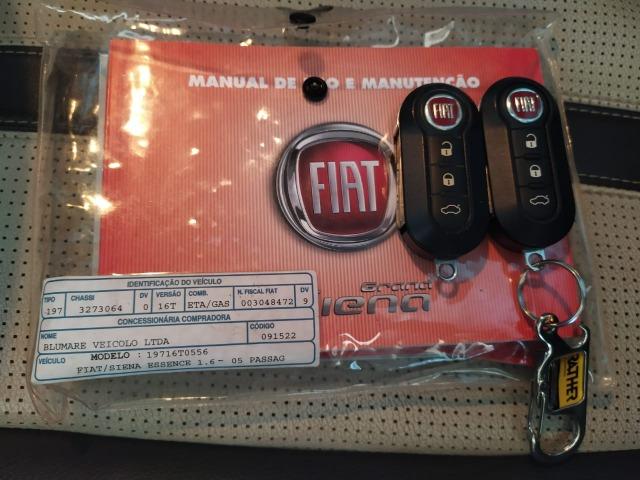 MANUAL DE USO E MANUTENÇÃO
FIAT
FIAT
FIAT
Grand
Siena
IDENTIFICAÇÃO DO VEÍCULO
TIPO CHASSI DV VERSÃO COMB. N. FISCAL FIAT DV
197 3273064 0 16T ETA/GAS 003048472 9
CONCESSIONÁRIA COMPRADORA
NOME CÓDIGO
BLUMARE VEICOLO LTDA 091522
VEÍCULO MODELO : 19716T0556
FIAT/SIENA ESSENCE 1.6- 05 PASSAG